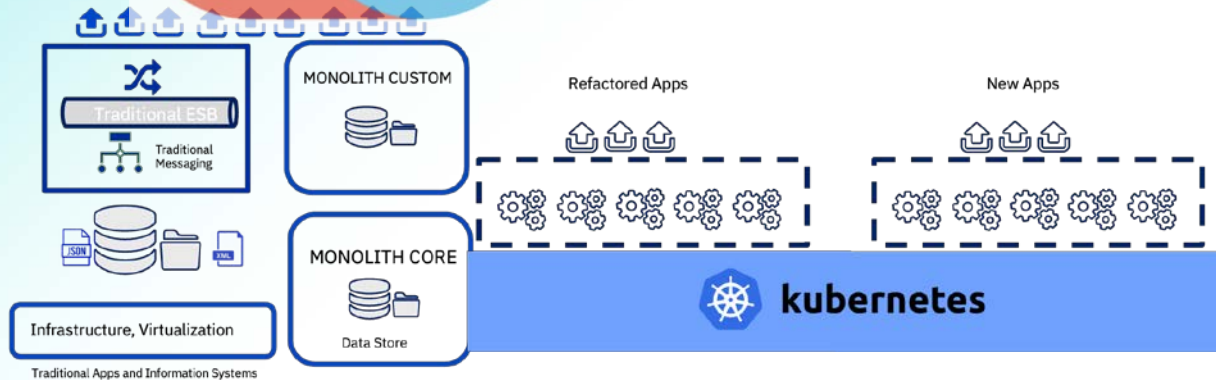 Traditional ESB
Traditional
Messaging
JSON
XML
Infrastructure, Virtualization
Traditional Apps and Information Systems
MONOLITH CUSTOM
MONOLITH CORE
Data Store
Refactored Apps
New Apps
kubernetes